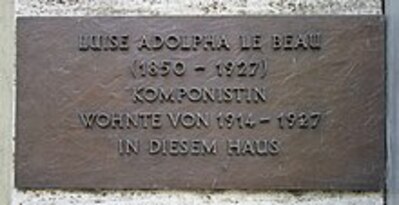 LUISE ADOLPHA LE BEAU
(1850 - 1927)
KOMPONISTIN
WOHNTE VON 1914 - 1927
IN DIESEM HAUS